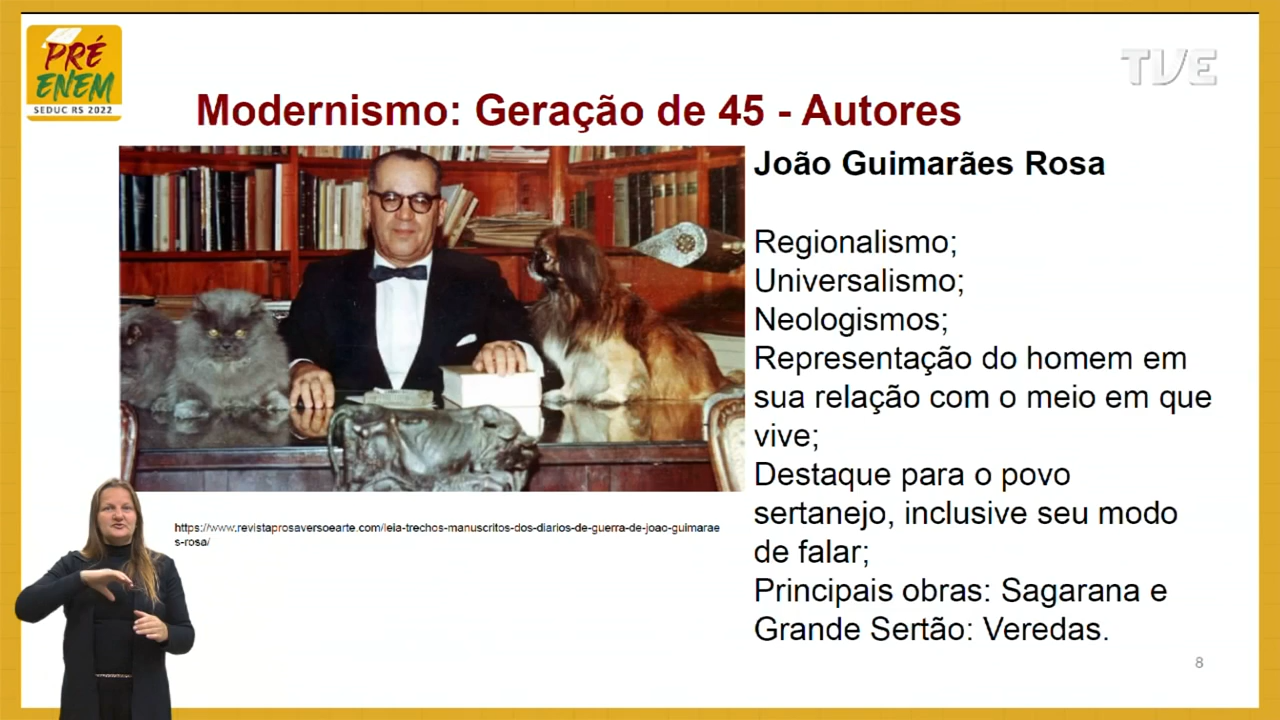 PRÉ
ENEM
SEDUC RS 2022
TVE
Modernismo: Geração de 45 - Autores
João Guimarães Rosa
Regionalismo;
Universalismo;
Neologismos;
Representação do homem em
sua relação com o meio em que
vive;
Destaque para o povo
sertanejo, inclusive seu modo
de falar;
Principais obras: Sagarana e
Grande Sertão: Veredas.
https://www.revistaprosaversoearte.com/leia-trechos-manuscritos-dos-diarios-de-guerra-de-joao-guimarae
s-rosa/
8